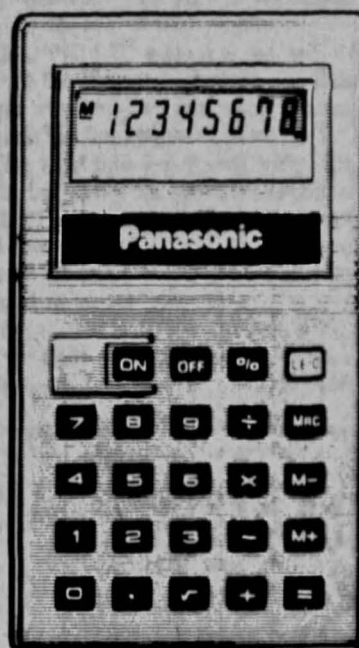 M 12345678
Panasonic
ON OFF %
7 8 9 ÷ MRC
4 5 6 × M-
1 2 3 - M+
0 . √ + =